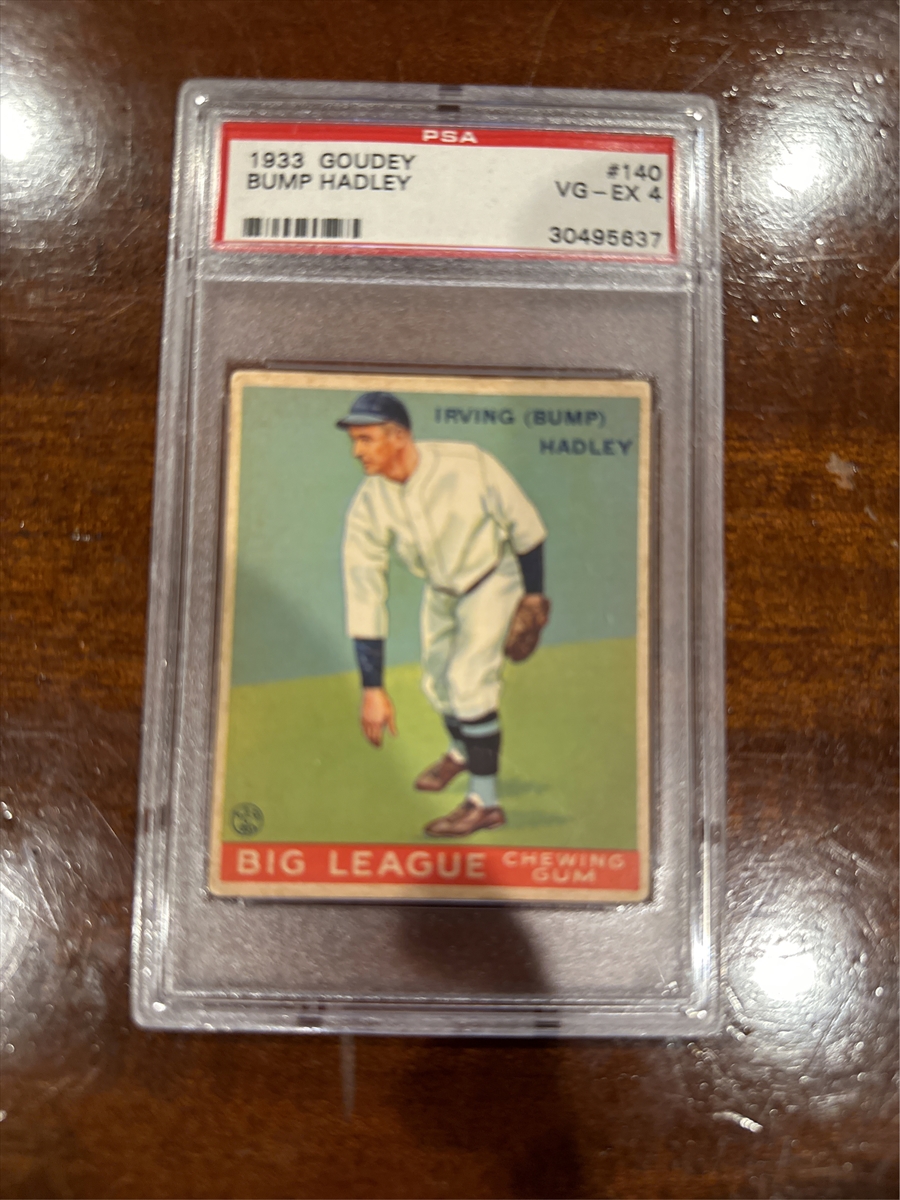 PSA
1933 GOUDEY
BUMP HADLEY
#140
VG-EX 4
30495637
IRVING (BUMP)
HADLEY
BIG LEAGUE CHEWING
GUM